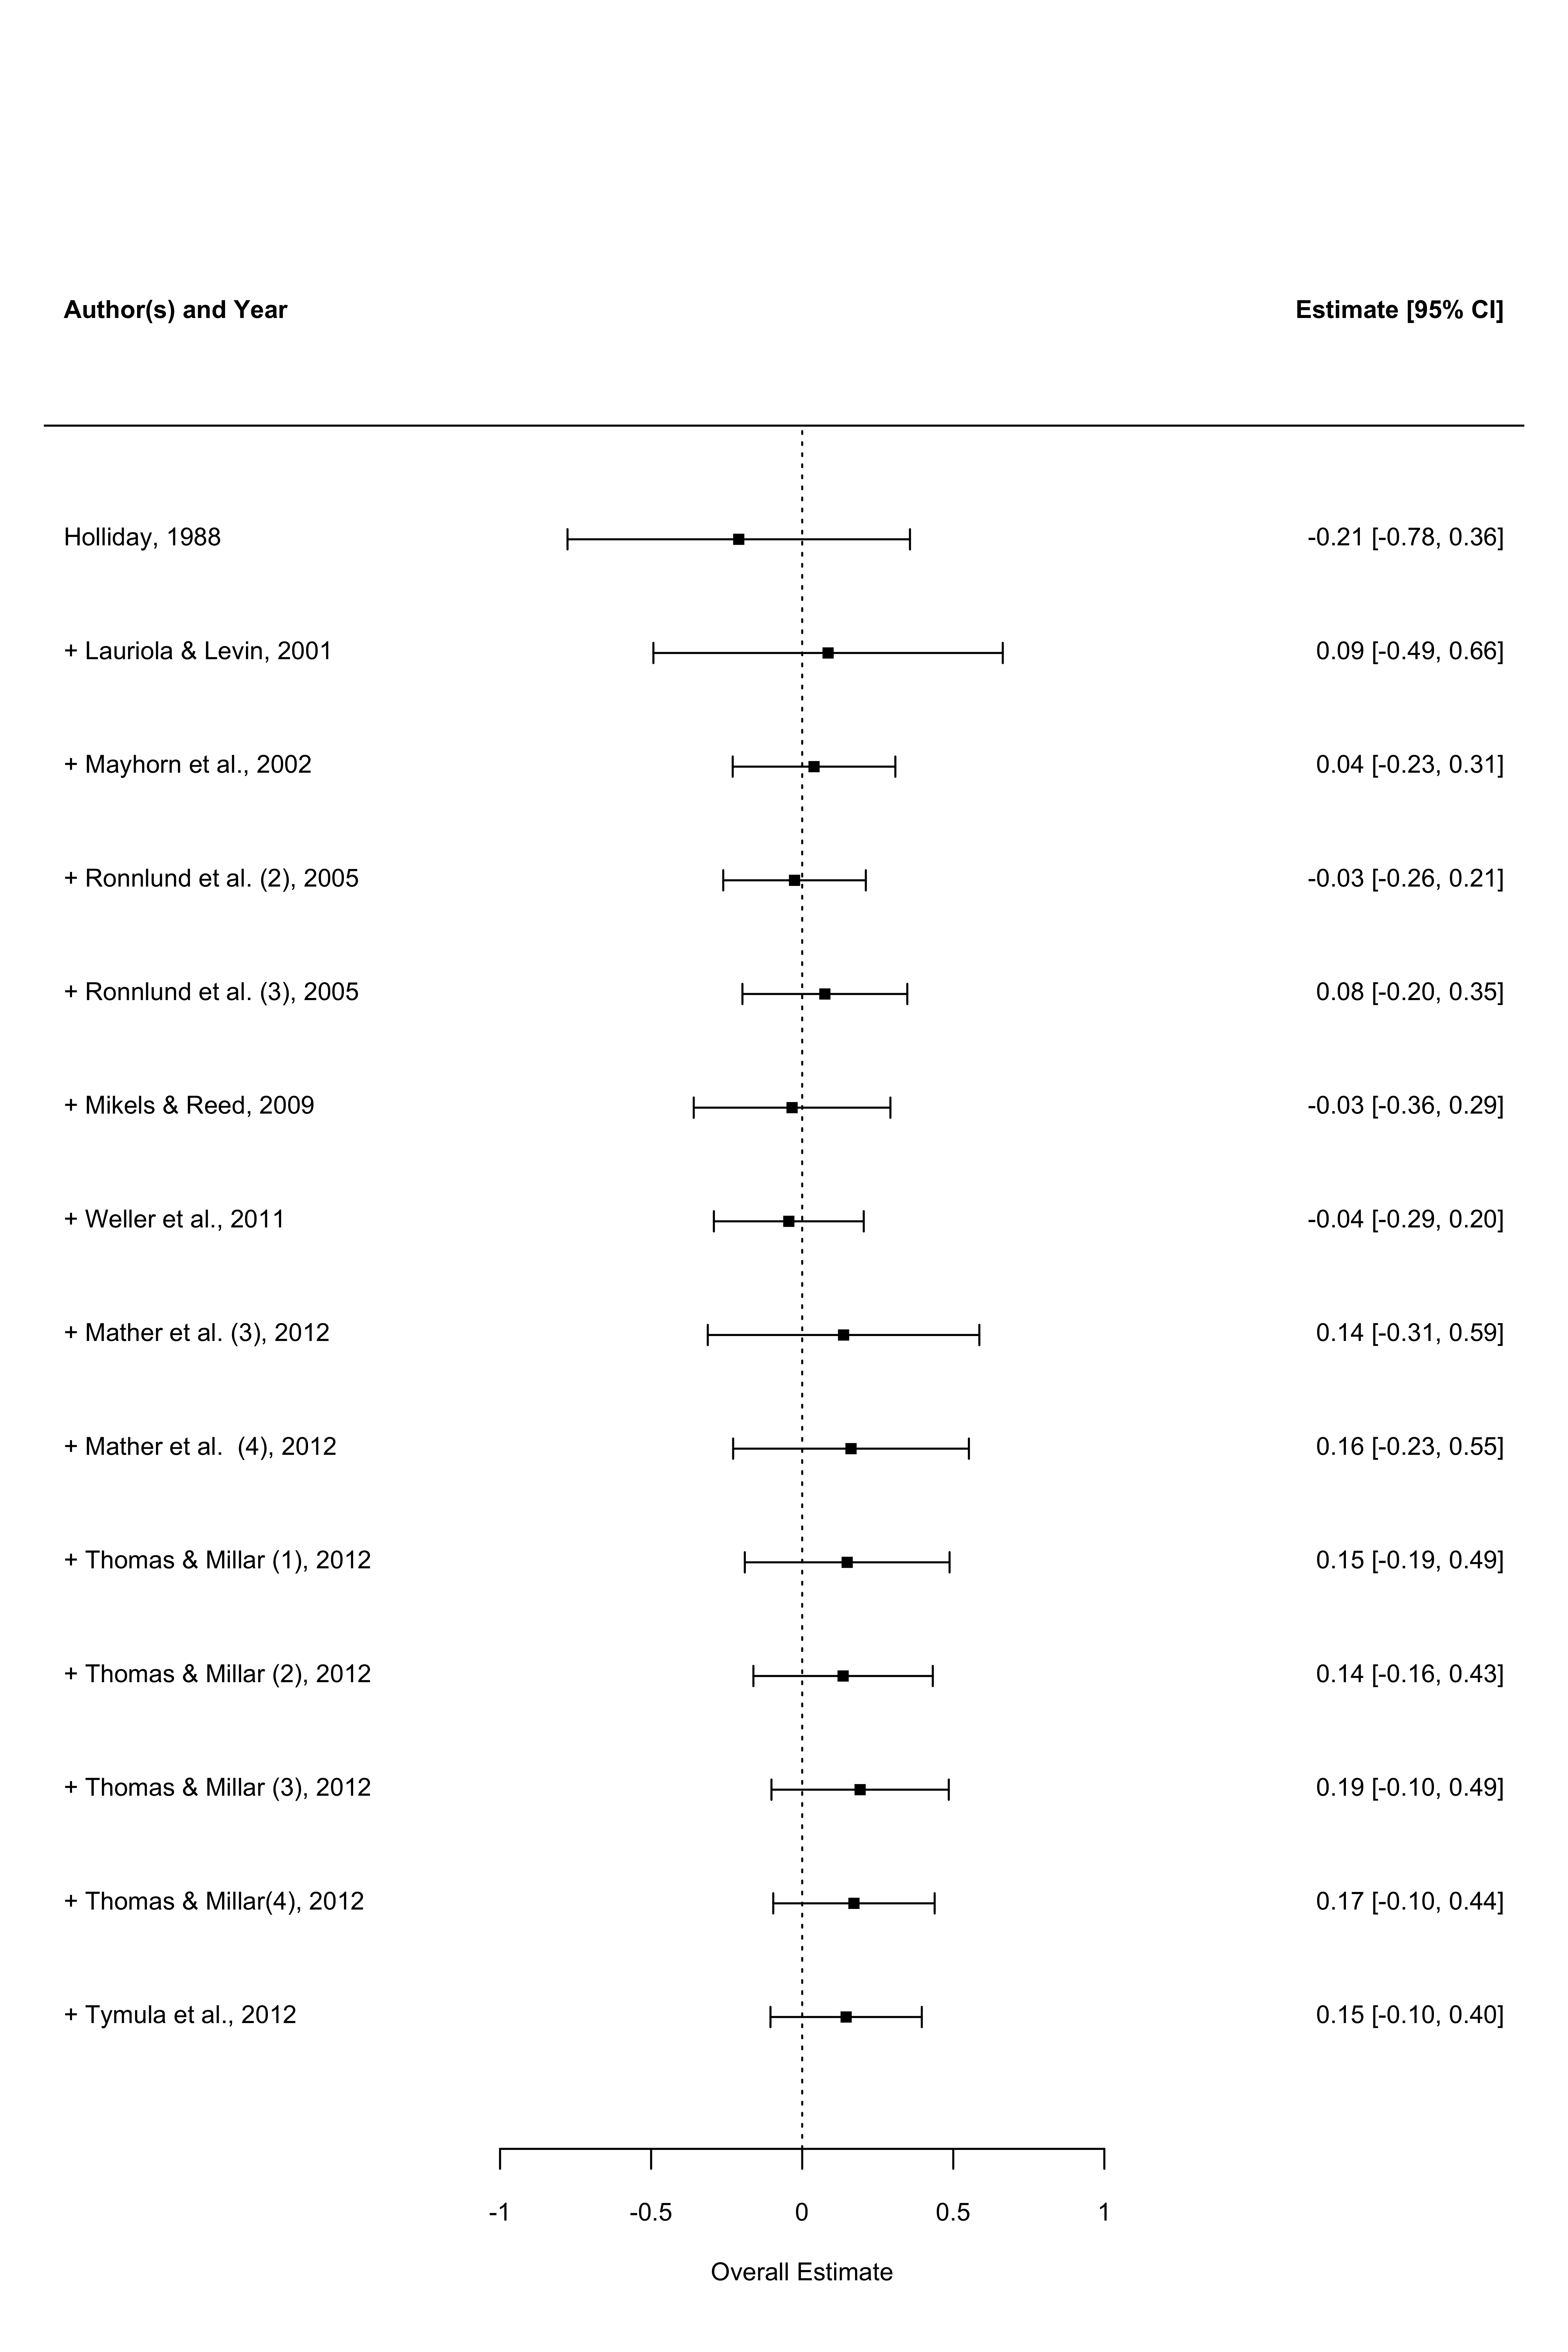 Author(s) and Year Estimate [95% CI]
Holliday, 1988 -0.21 [-0.78, 0.36]
+ Lauriola & Levin, 2001 0.09 [-0.49, 0.66]
+ Mayhorn et al., 2002 0.04 [-0.23, 0.31]
+ Ronnlund et al. (2), 2005 -0.03 [-0.26, 0.21]
+ Ronnlund et al. (3), 2005 0.08 [-0.20, 0.35]
+ Mikels & Reed, 2009 -0.03 [-0.36, 0.29]
+ Weller et al., 2011 -0.04 [-0.29, 0.20]
+ Mather et al. (3), 2012 0.14 [-0.31, 0.59]
+ Mather et al.  (4), 2012 0.16 [-0.23, 0.55]
+ Thomas & Millar (1), 2012 0.15 [-0.19, 0.49]
+ Thomas & Millar (2), 2012 0.14 [-0.16, 0.43]
+ Thomas & Millar (3), 2012 0.19 [-0.10, 0.49]
+ Thomas & Millar(4), 2012 0.17 [-0.10, 0.44]
+ Tymula et al., 2012 0.15 [-0.10, 0.40]
-1 -0.5 0 0.5 1
Overall Estimate